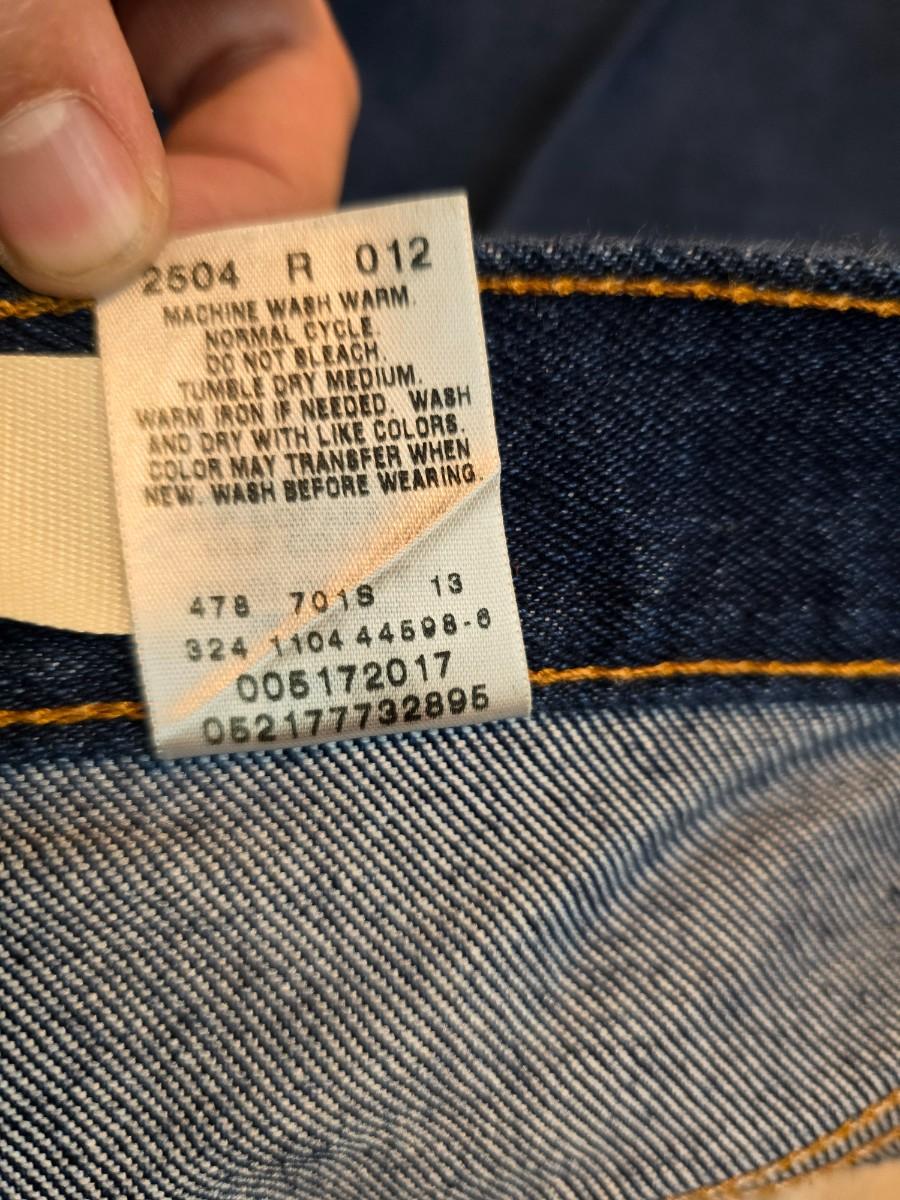 2504 R 012
MACHINE WASH WARM.
NORMAL CYCLE.
DO NOT BLEACH.
TUMBLE DRY MEDIUM.
WARM IRON IF NEEDED. WASH
AND DRY WITH LIKE COLORS.
COLOR MAY TRANSFER WHEN
NEW. WASH BEFORE WEARING.
478 701S 13
324 1104 44598-6
005172017
052177732895